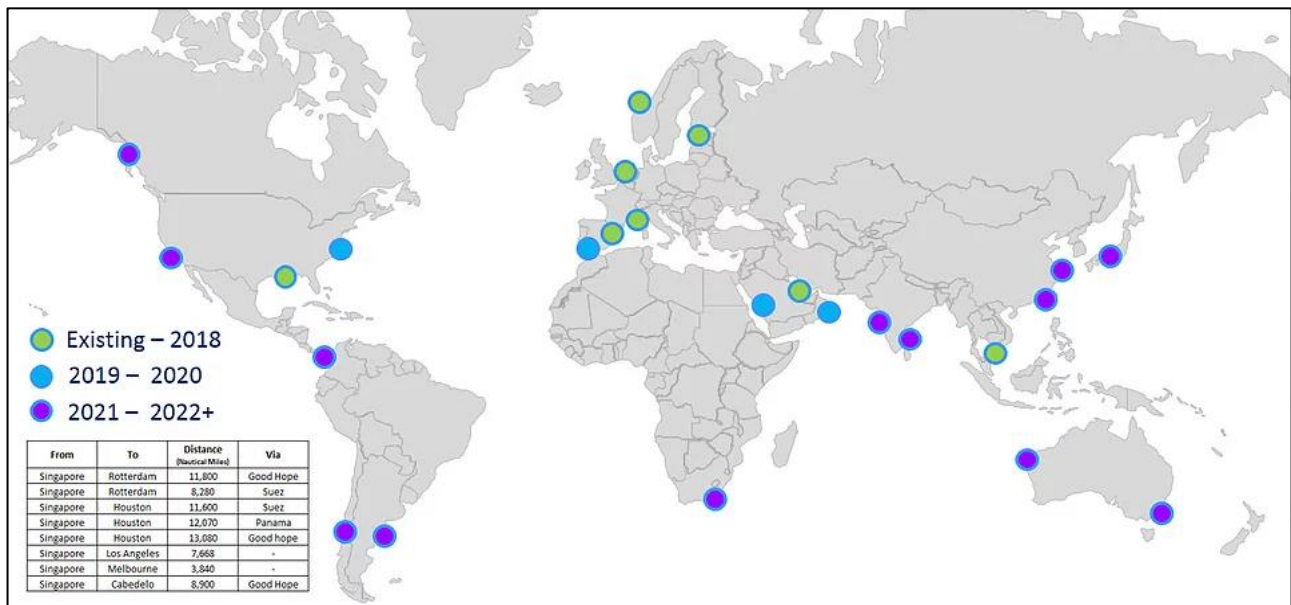 Existing – 2018
2019 – 2020
2021 – 2022+
From To Distance (Nautical Miles) Via
Singapore Rotterdam 11,800 Good Hope
Singapore Rotterdam 8,280 Suez
Singapore Houston 11,600 Suez
Singapore Houston 12,070 Panama
Singapore Houston 13,080 Good hope
Singapore Los Angeles 7,668 -
Singapore Melbourne 3,840 -
Singapore Cabedelo 8,900 Good Hope